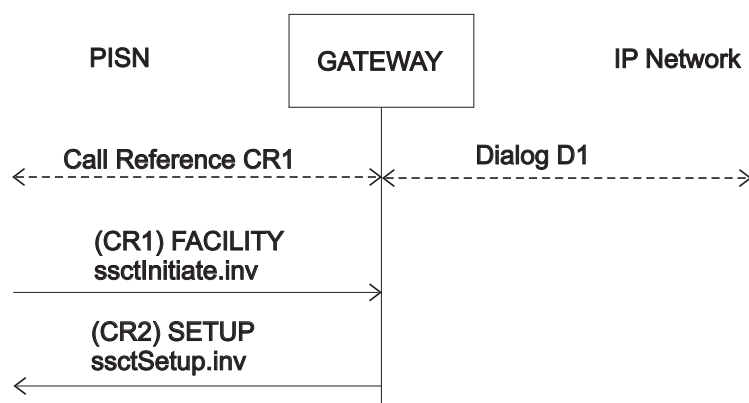 PISN
GATEWAY
IP Network
Call Reference CR1
Dialog D1
(CR1) FACILITY
ssctInitiate.inv
(CR2) SETUP
ssctSetup.inv